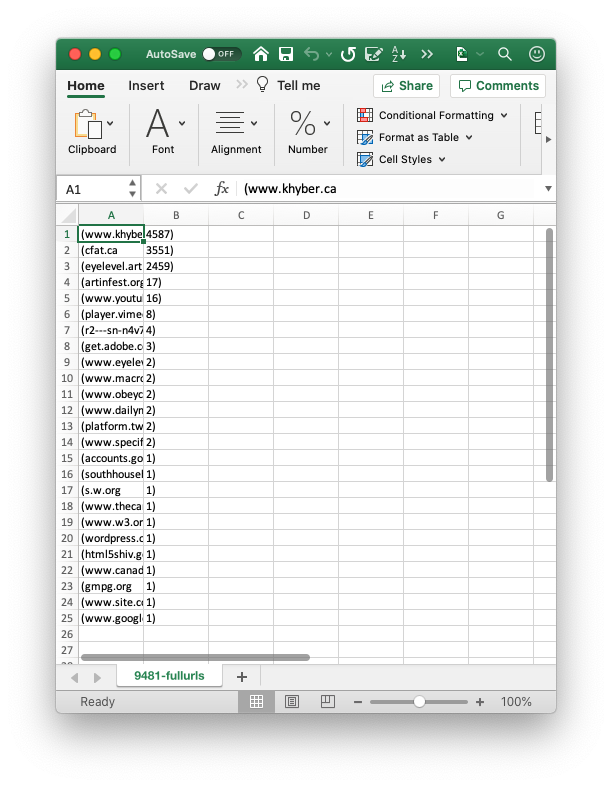 AutoSave OFF
Home Insert Draw Tell me Share Comments
Clipboard Font Alignment Number
Conditional Formatting
Format as Table
Cell Styles
A1 fx (www.khyber.ca
A B C D E F G
1 (www.khybe 4587)
2 (cfat.ca 3551)
3 (eyelevel.art 2459)
4 (artinfest.org 17)
5 (www.youtu 16)
6 (player.vime 8)
7 (r2---sn-n4v7 4)
8 (get.adobe.c 3)
9 (www.eyelev 2)
10 (www.macro 2)
11 (www.obeyc 2)
12 (www.dailyn 2)
13 (platform.tw 2)
14 (www.specif 2)
15 (accounts.go 1)
16 (southhousel 1)
17 (s.w.org 1)
18 (www.theca 1)
19 (www.w3.or 1)
20 (wordpress.c 1)
21 (html5shiv.g 1)
22 (www.canad 1)
23 (gmpg.org 1)
24 (www.site.co 1)
25 (www.googl 1)
26
27
9481-fullurls +
Ready 100%